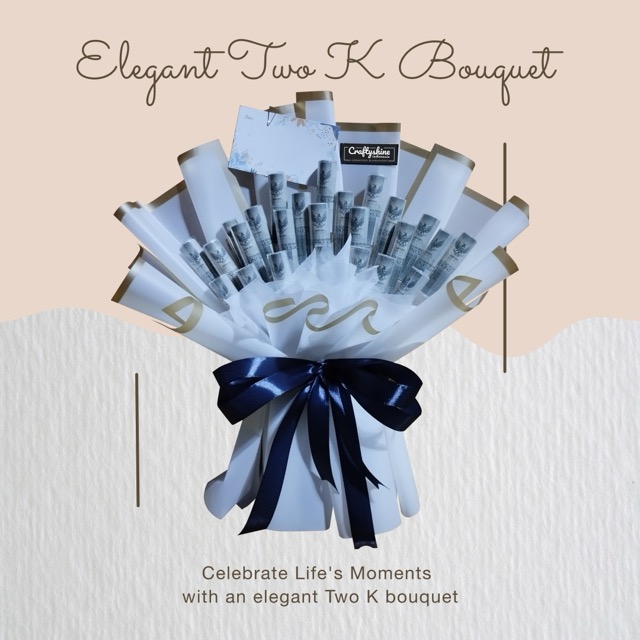 Elegant Two K Bouquet
Craftyshine
Celebrate Life's Moments
with an elegant Two K bouquet